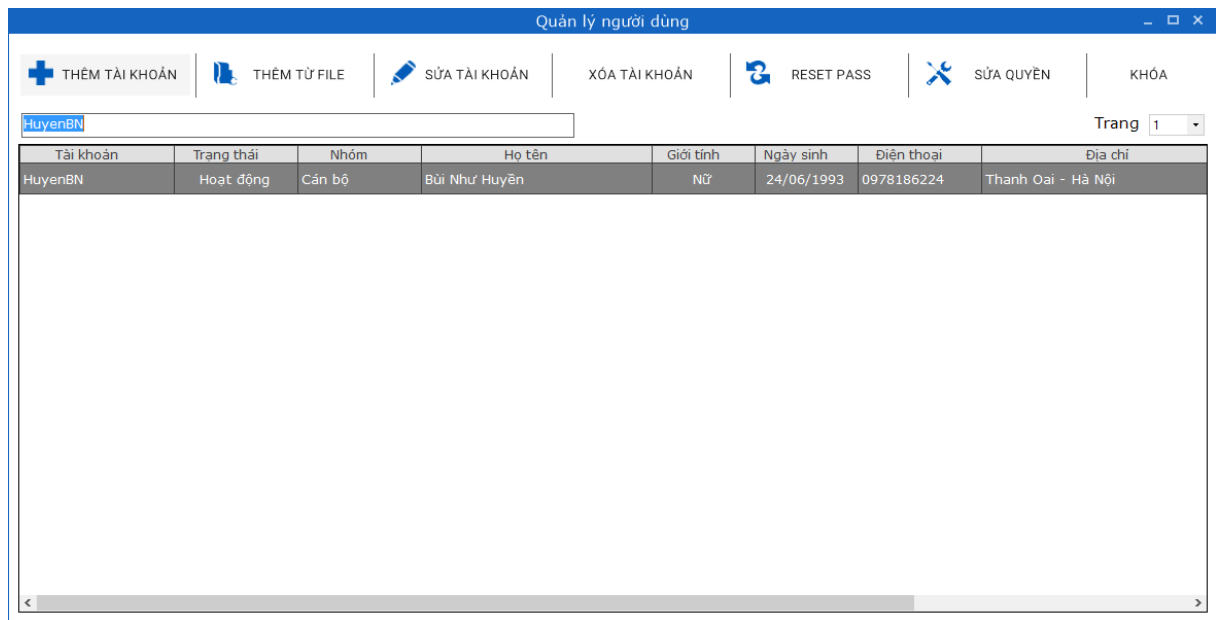 Quản lý người dùng
THÊM TÀI KHOẢN THÊM TỪ FILE SỬA TÀI KHOẢN XÓA TÀI KHOẢN RESET PASS SỬA QUYỀN KHÓA
HuyenBN Trang 1
Tài khoản Trạng thái Nhóm Họ tên Giới tính Ngày sinh Điện thoại Địa chỉ
HuyenBN Hoạt động Cán bộ Bùi Như Huyền Nữ 24/06/1993 0978186224 Thanh Oai - Hà Nội